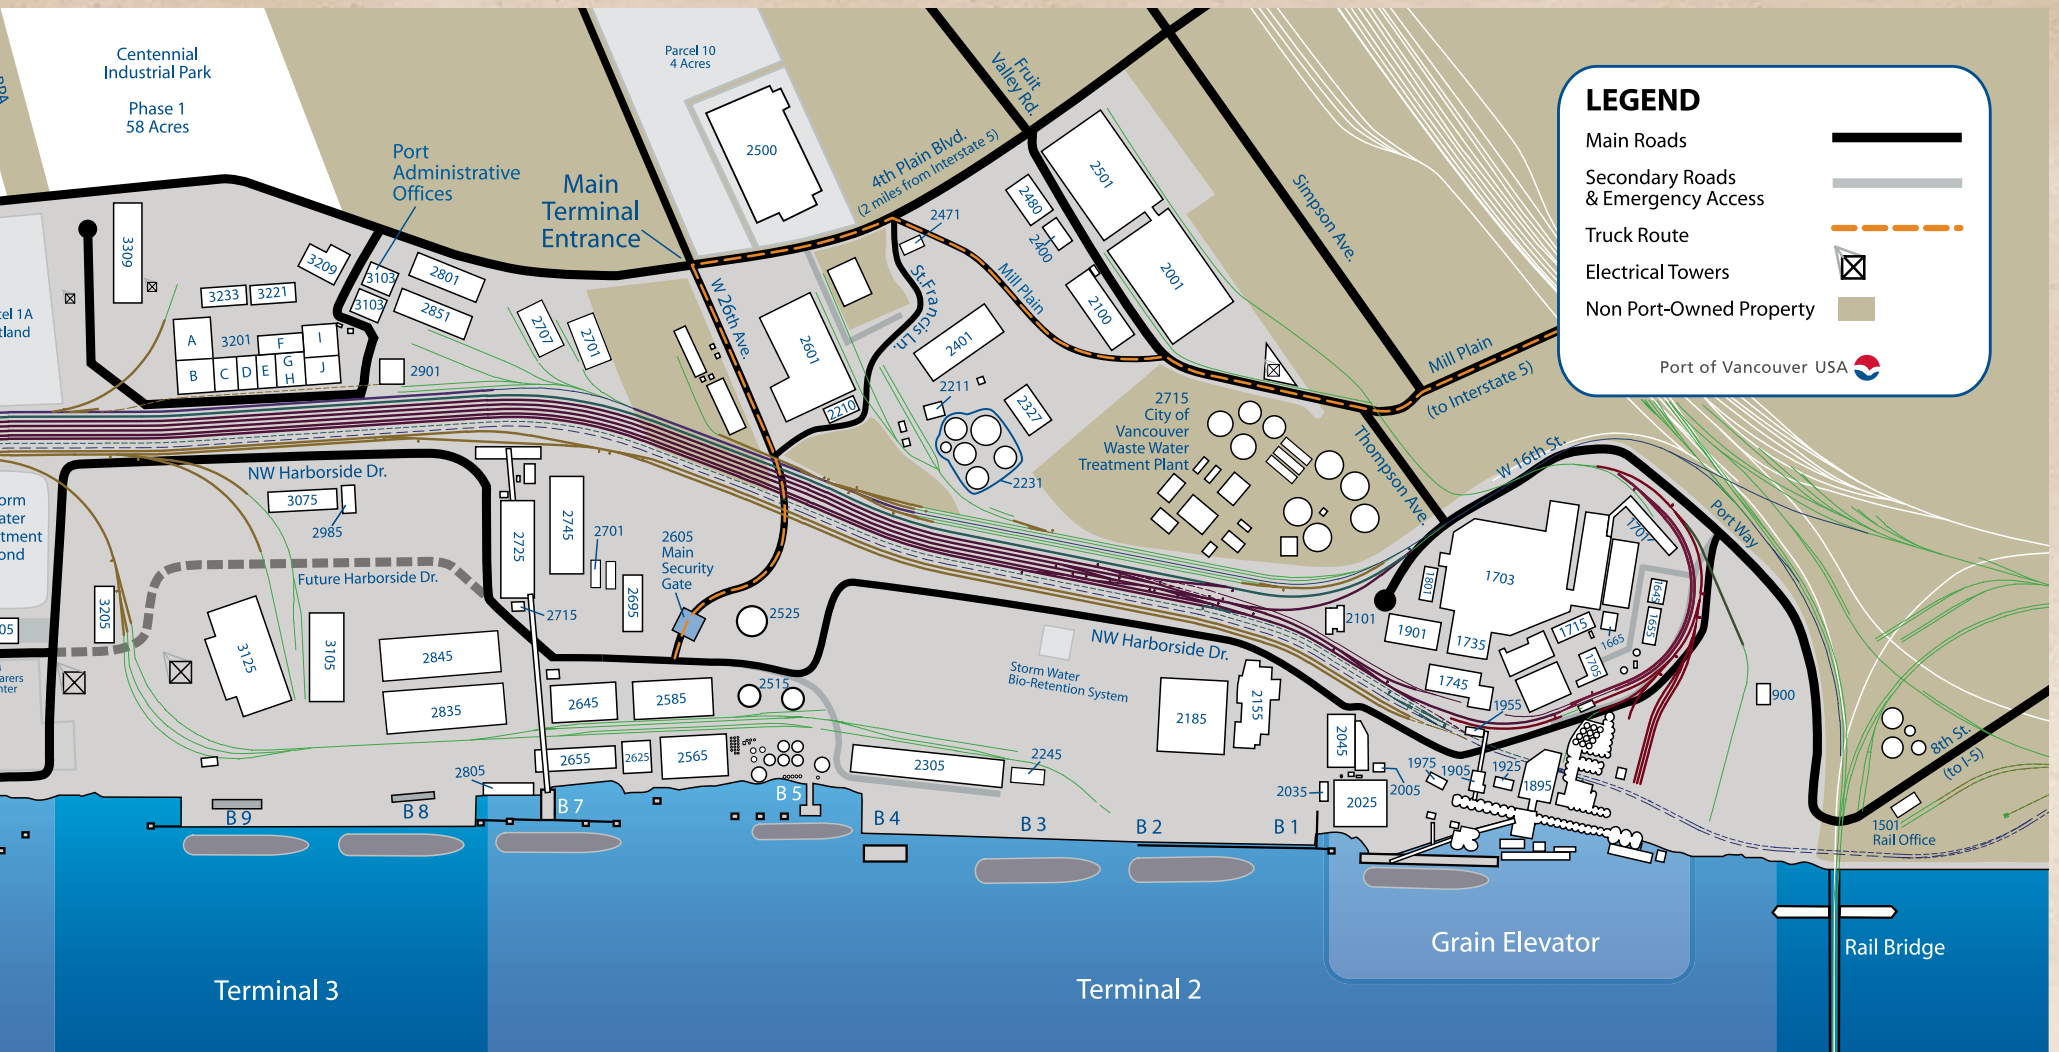 Centennial
Industrial Park
Phase 1
58 Acres
Parcel 10
4 Acres
Port
Administrative
Offices
Main
Terminal
Entrance
4th Plain Blvd.
(2 miles from Interstate 5)
Fruit
Valley Rd.
Simpson Ave.
LEGEND
Main Roads
Secondary Roads
& Emergency Access
Truck Route
Electrical Towers
Non Port-Owned Property
Port of Vancouver USA
2500
2501
2480
2400
2471
2001
2100
Mill Plain
St. Francis Ln.
W 26th Ave.
3309
3209
3103
3103
2801
2851
3233
3221
3201
A
B
C
D
E
F
G
H
I
J
2901
2707
2701
2601
2210
2401
2211
2327
2231
Mill Plain
(to Interstate 5)
2715
City of
Vancouver
Waste Water
Treatment Plant
Thompson Ave.
W 16th St.
Port Way
NW Harborside Dr.
3075
2985
Future Harborside Dr.
2725
2745
2701
2695
2715
2605
Main
Security
Gate
2525
2515
3205
3125
3105
2845
2835
2645
2585
2655
2625
2565
2805
2305
2245
NW Harborside Dr.
Storm Water
Bio-Retention System
2185
2155
2101
1901
1801
1703
1701
1735
1715
1705
1665
1645
1655
1745
1955
2045
2035
2025
2005
1975
1905
1925
1895
900
8th St.
(to I-5)
1501
Rail Office
B 9
B 8
B 7
B 5
B 4
B 3
B 2
B 1
Terminal 3
Terminal 2
Grain Elevator
Rail Bridge